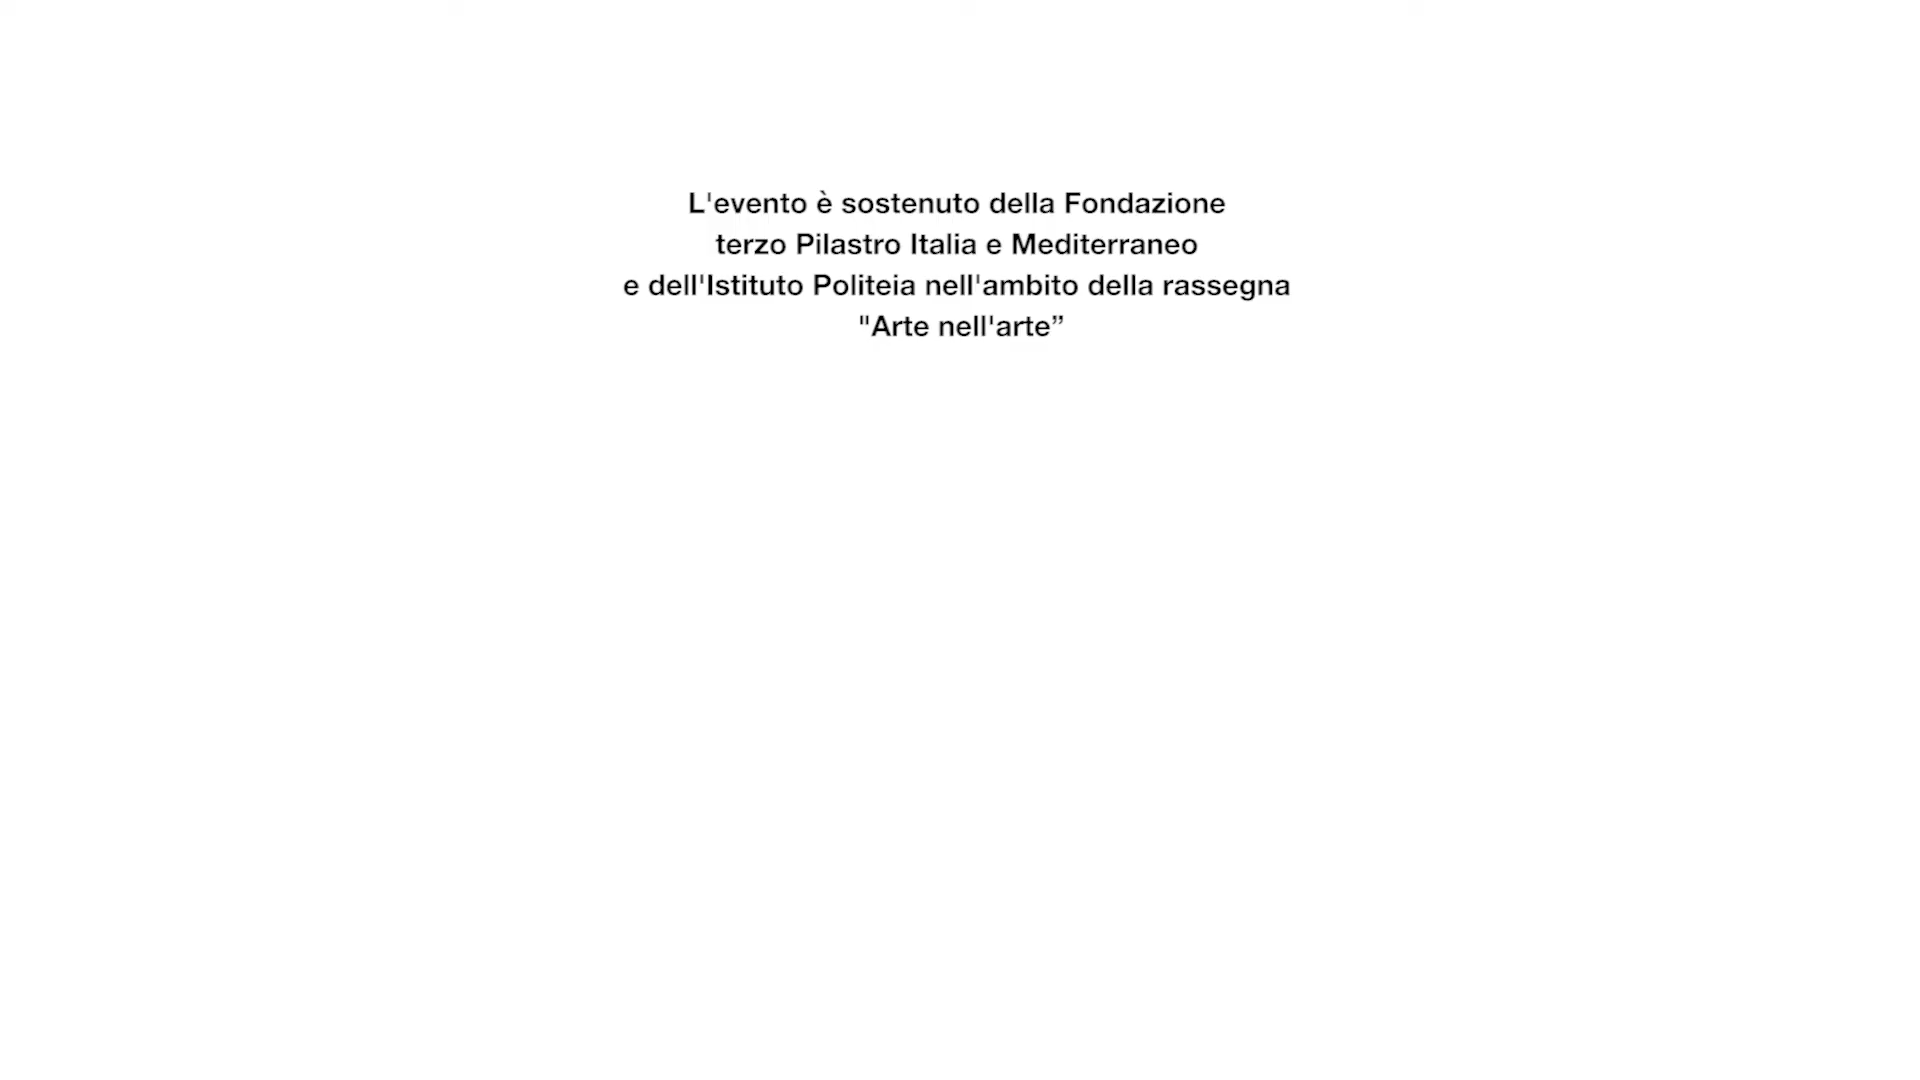 L'evento è sostenuto della Fondazione
terzo Pilastro Italia e Mediterraneo
e dell'Istituto Politeia nell'ambito della rassegna
"Arte nell'arte”